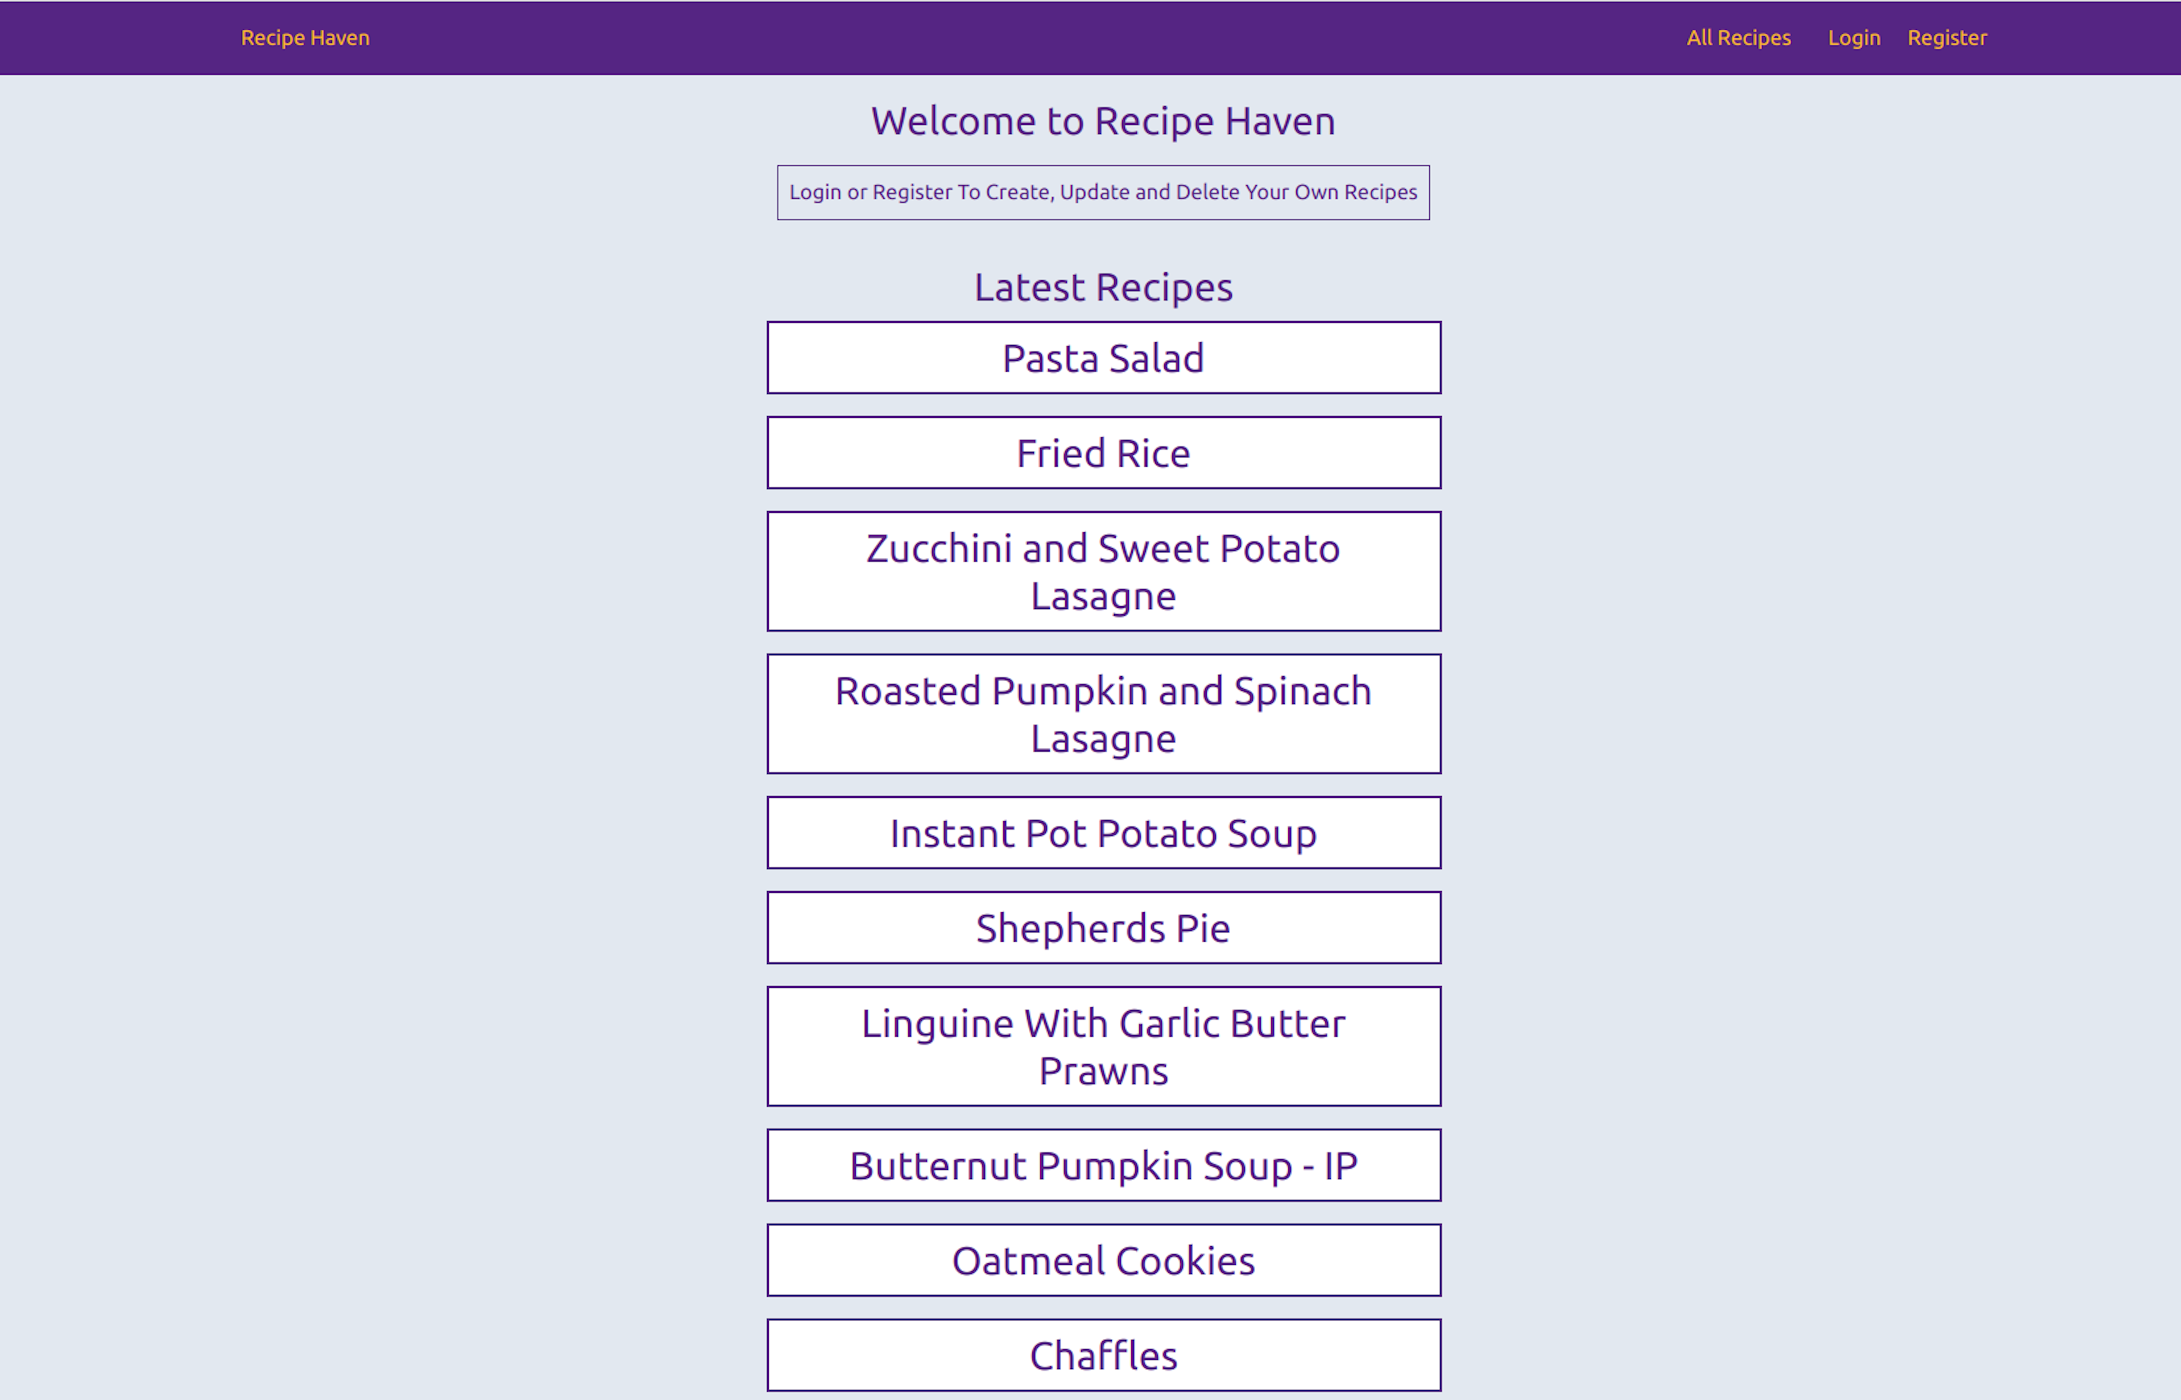 Recipe Haven
All Recipes
Login
Register
Welcome to Recipe Haven
Login or Register To Create, Update and Delete Your Own Recipes
Latest Recipes
Pasta Salad
Fried Rice
Zucchini and Sweet Potato
Lasagne
Roasted Pumpkin and Spinach
Lasagne
Instant Pot Potato Soup
Shepherds Pie
Linguine With Garlic Butter
Prawns
Butternut Pumpkin Soup - IP
Oatmeal Cookies
Chaffles